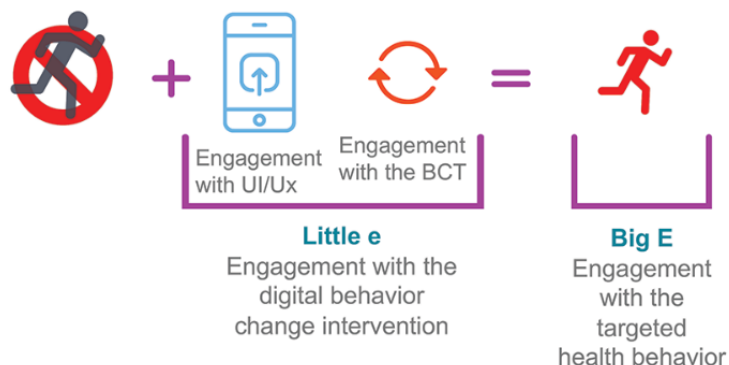 +
=
Engagement
with UI/Ux
Engagement
with the BCT
Little e
Engagement with the
digital behavior
change intervention
Big E
Engagement
with the
targeted
health behavior